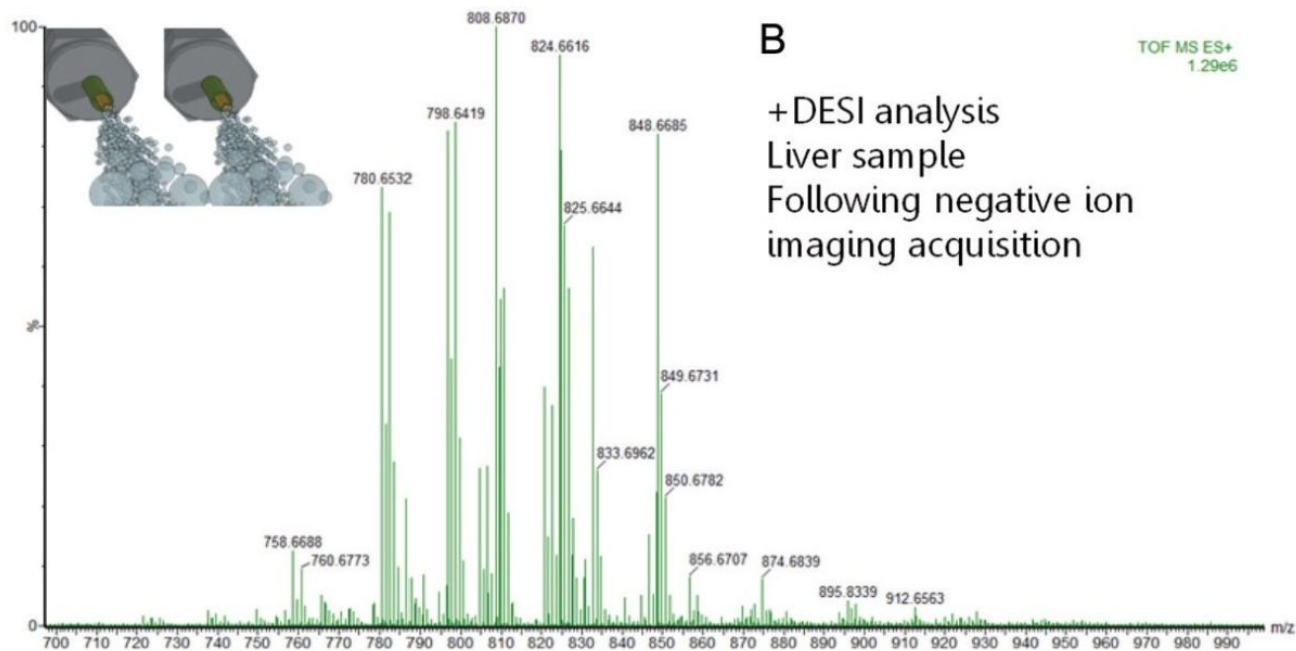 100
%
0
808.6870
824.6616
798.6419
848.6685
780.6532
825.6644
849.6731
833.6962
850.6782
758.6688
760.6773
856.6707
874.6839
895.8339
912.6563
B
TOF MS ES+
1.29e6
+DESI analysis
Liver sample
Following negative ion
imaging acquisition
700 710 720 730 740 750 760 770 780 790 800 810 820 830 840 850 860 870 880 890 900 910 920 930 940 950 960 970 980 990 m/z